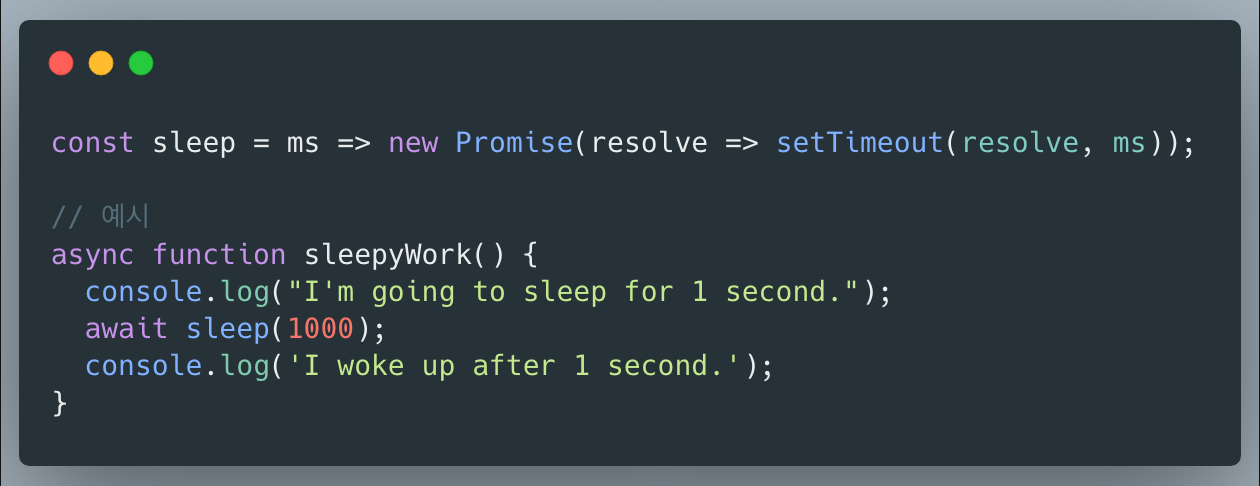 const sleep = ms => new Promise(resolve => setTimeout(resolve, ms));
// 예시
async function sleepyWork() {
  console.log("I'm going to sleep for 1 second.");
  await sleep(1000);
  console.log('I woke up after 1 second.');
}